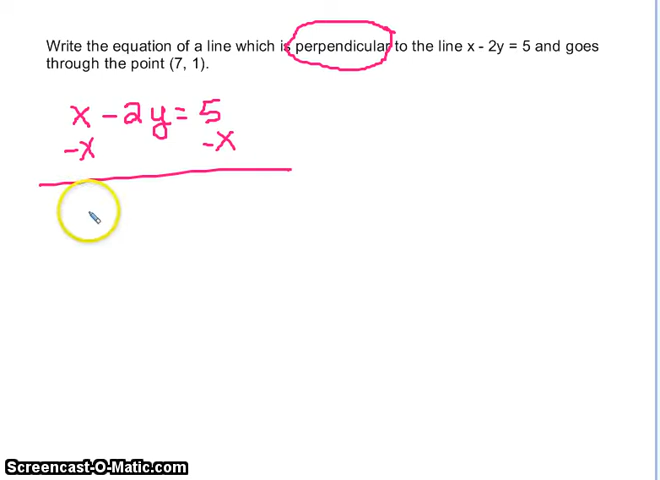 Write the equation of a line which is perpendicular to the line x - 2y = 5 and goes
through the point (7, 1).
x - 2y = 5
-x -x
Screencast-O-Matic.com